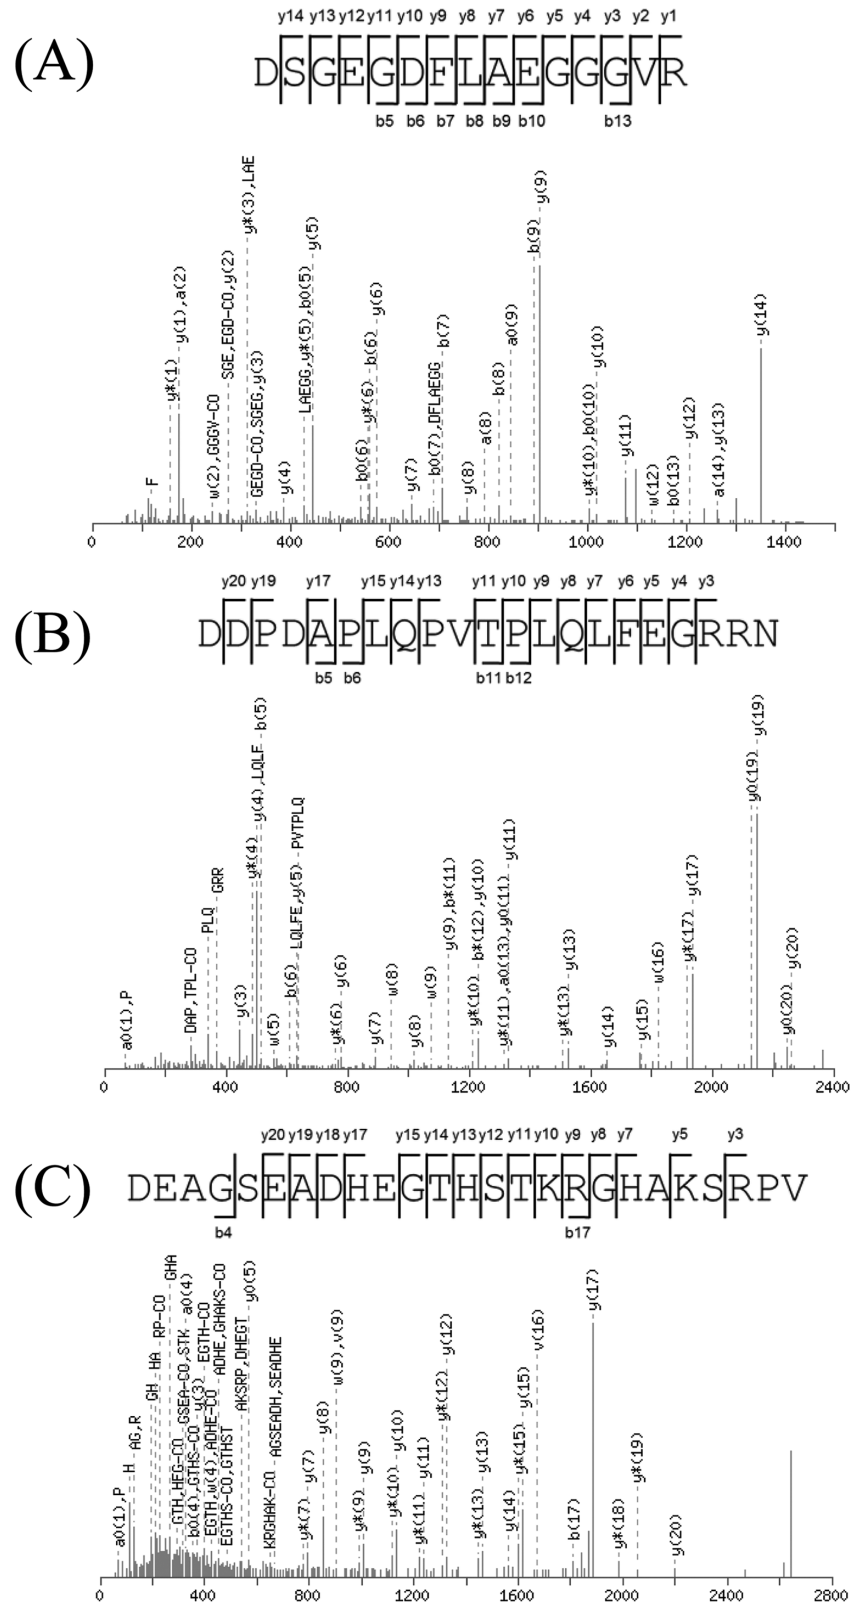 (A)
y14 y13 y12 y11 y10 y9 y8 y7 y6 y5 y4 y3 y2 y1
DSGEGDFLAEGGGVR
b5 b6 b7 b8 b9 b10 b13
y*(1)
y(1),a(2)
F
w(2),GGGV-CO
SGE,EGD-CO,y(2)
y*(3),LAE
GEGD-CO,SGEG,y(3)
y(4)
LAEGG,y*(5),b0(5)
y(5)
b0(6)
y*(6)
b(6)
y(6)
y(7)
b0(7),DFLAEGG
b(7)
y(8)
a(8)
b(8)
a0(9)
b(9)
y(9)
y*(10),b0(10)
y(10)
y(11)
w(12)
b0(13)
y(12)
a(14),y(13)
y(14)
0 200 400 600 800 1000 1200 1400
(B)
y20 y19 y17 y15 y14 y13 y11 y10 y9 y8 y7 y6 y5 y4 y3
DDPDAPLQPVTPLQLFEGRRN
b5 b6 b11 b12
a0(1),P
DAP,TPL-CO
PLQ
GRR
y(3)
y*(4)
y(4),LQLF
b(5)
w(5)
b(6)
LQLFE,y(5)
PVTPLQ
y*(6)
y(6)
y(7)
w(8)
y(8)
w(9)
y(9),b*(11)
y*(10)
b*(12),y(10)
y*(11),a0(13),y0(11)
y(11)
y*(13)
y(13)
y(14)
y(15)
w(16)
y*(17)
y(17)
y0(19)
y(19)
y0(20)
y(20)
0 400 800 1200 1600 2000 2400
(C)
y20 y19 y18 y17 y15 y14 y13 y12 y11 y10 y9 y8 y7 y5 y3
DEAGSEADHEGTHSTKRGHAKSRPV
b4 b17
a0(1),P
H
AG,R
GH
HA
RP-CO
GHA
GTH,HEG-CO
GSEA-CO,STK
a0(4)
b0(4),GTHS-CO
y(3)
EGTH-CO
EGTH,w(4),ADHE-CO
ADHE,GHAKS-CO
EGTHS-CO,GTHST
AKSRP,DHEGT
y0(5)
KRGHAK-CO
AGSEADH,SEADHE
y*(7)
y(7)
y(8)
w(9),v(9)
y*(9)
y(9)
y*(10)
y(10)
y*(11)
y(11)
y*(12)
y(12)
y*(13)
y(13)
y(14)
y*(15)
y(15)
v(16)
b(17)
y(17)
y*(18)
y*(19)
y(20)
0 400 800 1200 1600 2000 2400 2800